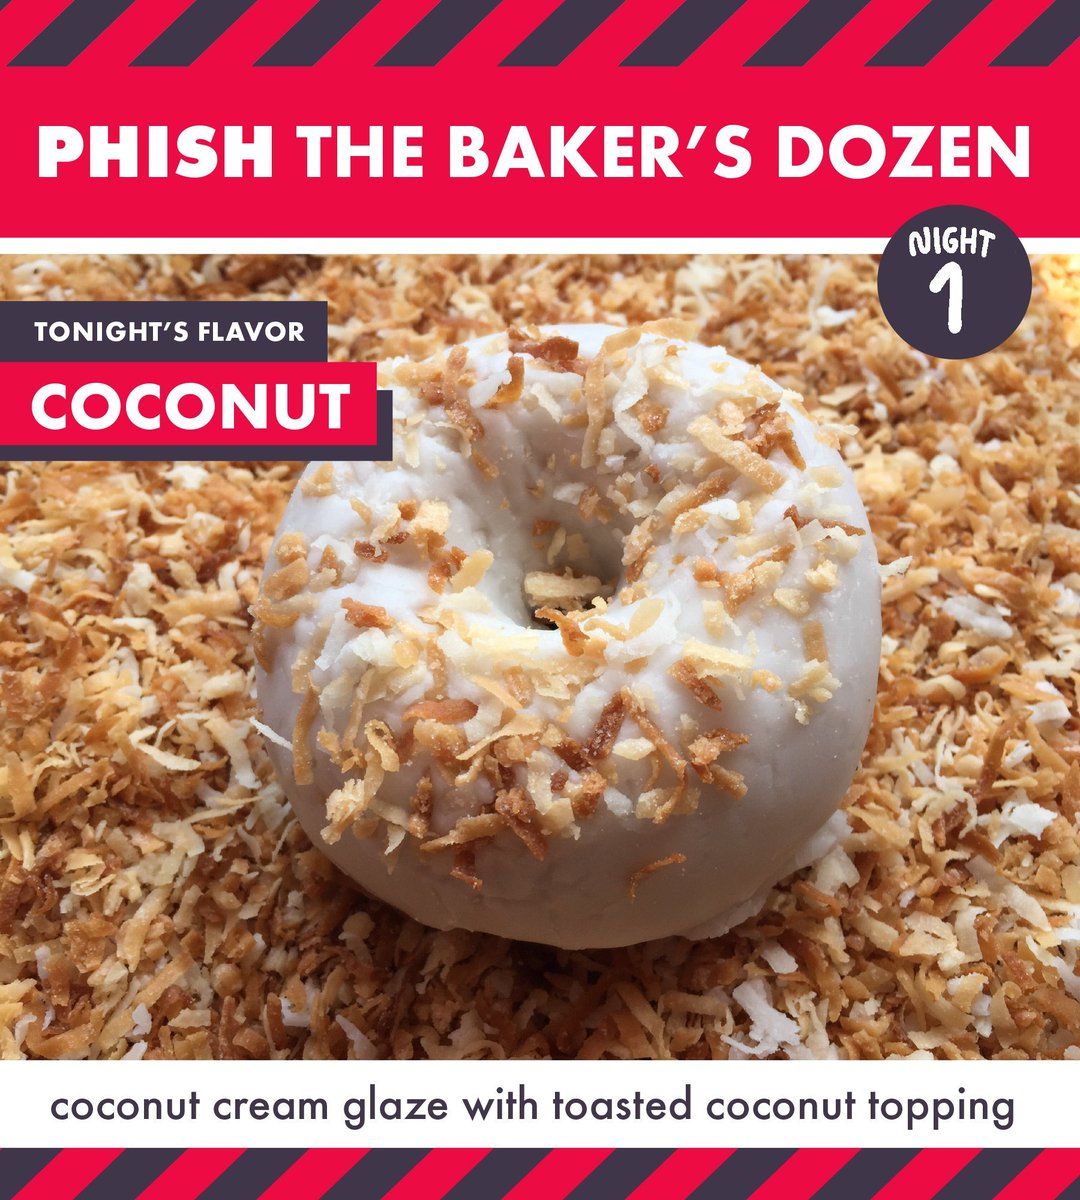 PHISH THE BAKER'S DOZEN
NIGHT
1
TONIGHT'S FLAVOR
COCONUT
coconut cream glaze with toasted coconut topping